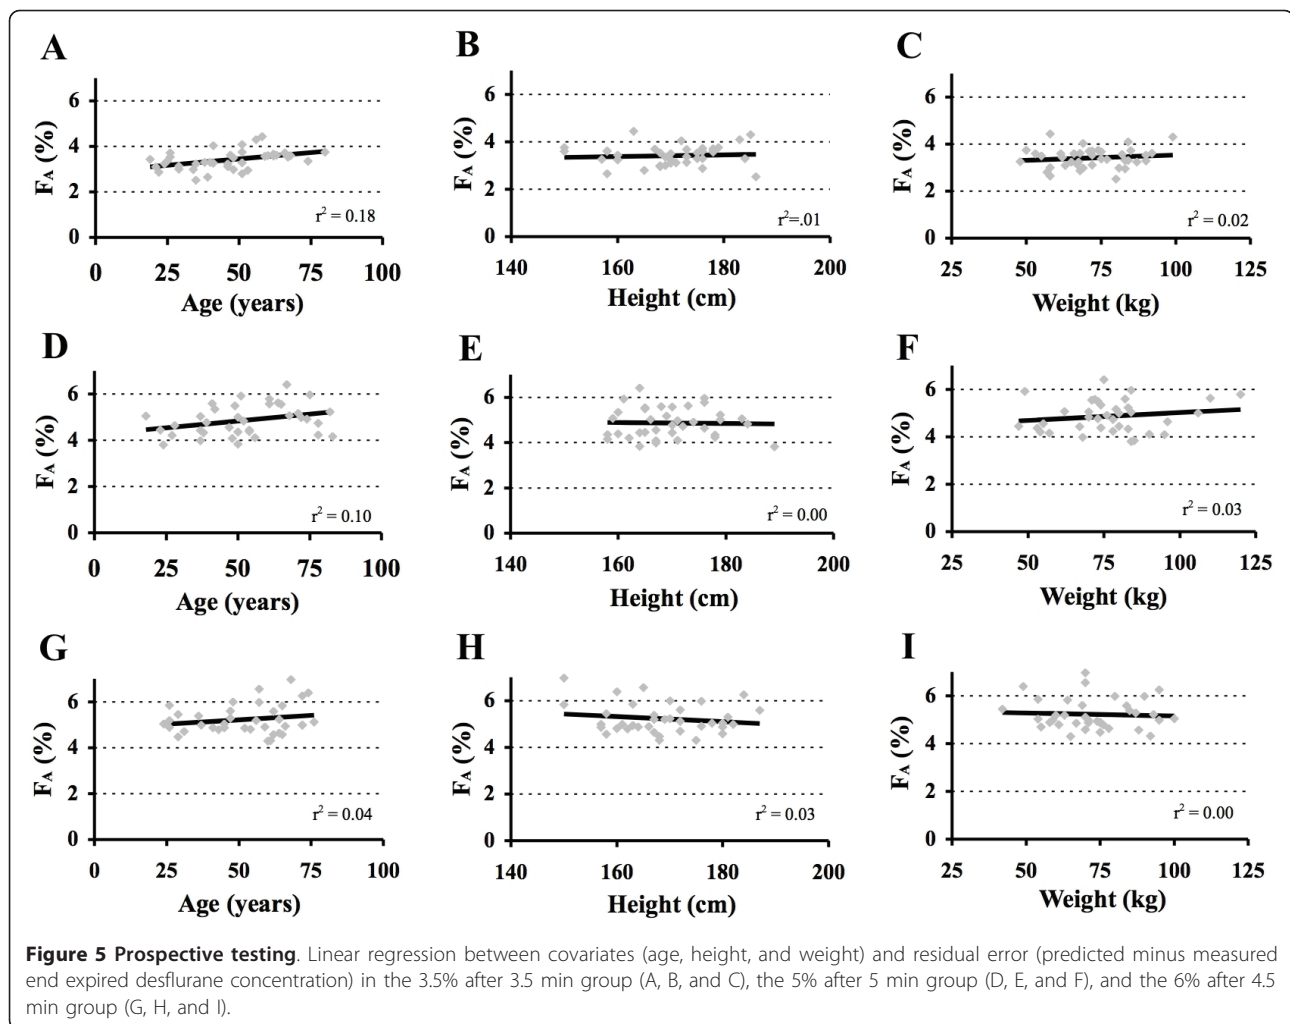 A
B
C
6
4
2
0
F_A (%)
r² = 0.18
0 25 50 75 100
Age (years)
6
4
2
0
F_A (%)
r²=.01
140 160 180 200
Height (cm)
6
4
2
0
F_A (%)
r² = 0.02
25 50 75 100 125
Weight (kg)
D
E
F
6
4
2
0
F_A (%)
r² = 0.10
0 25 50 75 100
Age (years)
6
4
2
0
F_A (%)
r² = 0.00
140 160 180 200
Height (cm)
6
4
2
0
F_A (%)
r² = 0.03
25 50 75 100 125
Weight (kg)
G
H
I
6
4
2
0
F_A (%)
r² = 0.04
0 25 50 75 100
Age (years)
6
4
2
0
F_A (%)
r² = 0.03
140 160 180 200
Height (cm)
6
4
2
0
F_A (%)
r² = 0.00
25 50 75 100 125
Weight (kg)
Figure 5 Prospective testing. Linear regression between covariates (age, height, and weight) and residual error (predicted minus measured
end expired desflurane concentration) in the 3.5% after 3.5 min group (A, B, and C), the 5% after 5 min group (D, E, and F), and the 6% after 4.5
min group (G, H, and I).